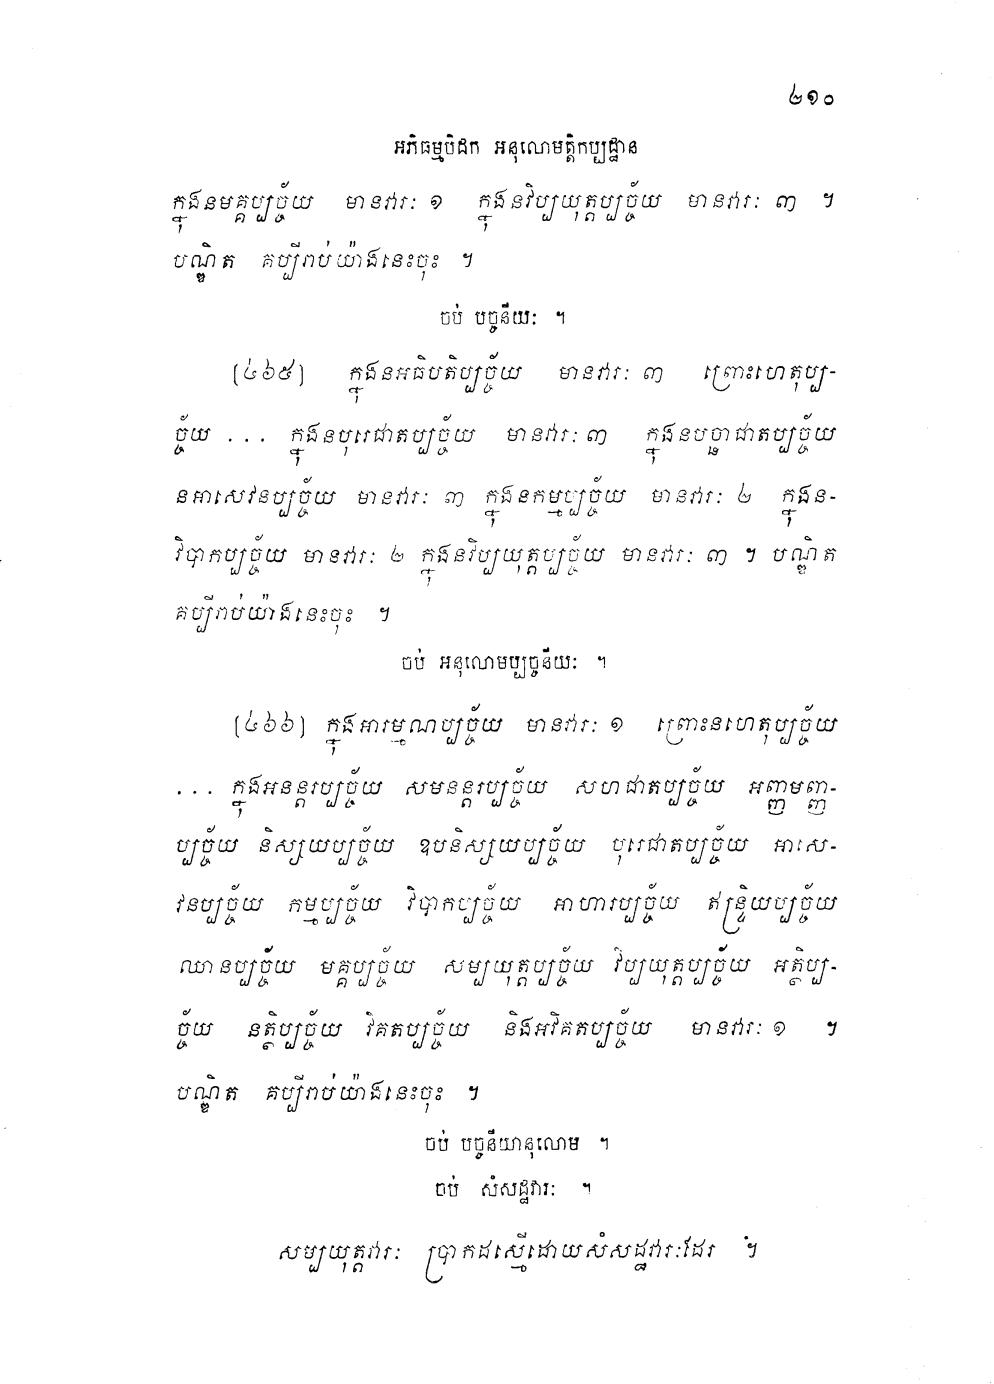 ២១០
អភិធម្មបិដក អនុលោមត្តិកប្បដ្ឋាន
ក្នុងនមគ្គប្បច្ច័យ មានវារៈ ១ ក្នុងនវិប្បយុត្តប្បច្ច័យ មានវារៈ ៣ ។
បណ្ឌិត គប្បីរាប់យ៉ាងនេះចុះ ។
ចប់ បច្ចនីយៈ ។
(៤៦៥) ក្នុងនអធិបតិប្បច្ច័យ មានវារៈ ៣ ព្រោះហេតុប្ប-
ច្ច័យ ... ក្នុងនបុរេជាតប្បច្ច័យ មានវារៈ ៣ ក្នុងនបច្ឆាជាតប្បច្ច័យ
នអាសេវនប្បច្ច័យ មានវារៈ ៣ ក្នុងនកម្មប្បច្ច័យ មានវារៈ ២ ក្នុងន-
វិបាកប្បច្ច័យ មានវារៈ ២ ក្នុងនវិប្បយុត្តប្បច្ច័យ មានវារៈ ៣ ។ បណ្ឌិត
គប្បីរាប់យ៉ាងនេះចុះ ។
ចប់ អនុលោមប្បច្ចនីយៈ ។
(៤៦៦) ក្នុងអារម្មណប្បច្ច័យ មានវារៈ ១ ព្រោះនហេតុប្បច្ច័យ
... ក្នុងអនន្តរប្បច្ច័យ សមនន្តរប្បច្ច័យ សហជាតប្បច្ច័យ អញ្ញមញ្ញ-
ប្បច្ច័យ និស្សយប្បច្ច័យ ឧបនិស្សយប្បច្ច័យ បុរេជាតប្បច្ច័យ អាសេ-
វនប្បច្ច័យ កម្មប្បច្ច័យ វិបាកប្បច្ច័យ អាហារប្បច្ច័យ ឥន្ទ្រិយប្បច្ច័យ
ឈានប្បច្ច័យ មគ្គប្បច្ច័យ សម្បយុត្តប្បច្ច័យ វិប្បយុត្តប្បច្ច័យ អត្ថិប្ប-
ច្ច័យ នត្ថិប្បច្ច័យ វិគតប្បច្ច័យ និងអវិគតប្បច្ច័យ មានវារៈ ១ ។
បណ្ឌិត គប្បីរាប់យ៉ាងនេះចុះ ។
ចប់ បច្ចនីយានុលោម ។
ចប់ សំសដ្ឋវារៈ ។
សម្បយុត្តវារៈ ប្រាកដស្មើដោយសំសដ្ឋវារៈដែរ ។